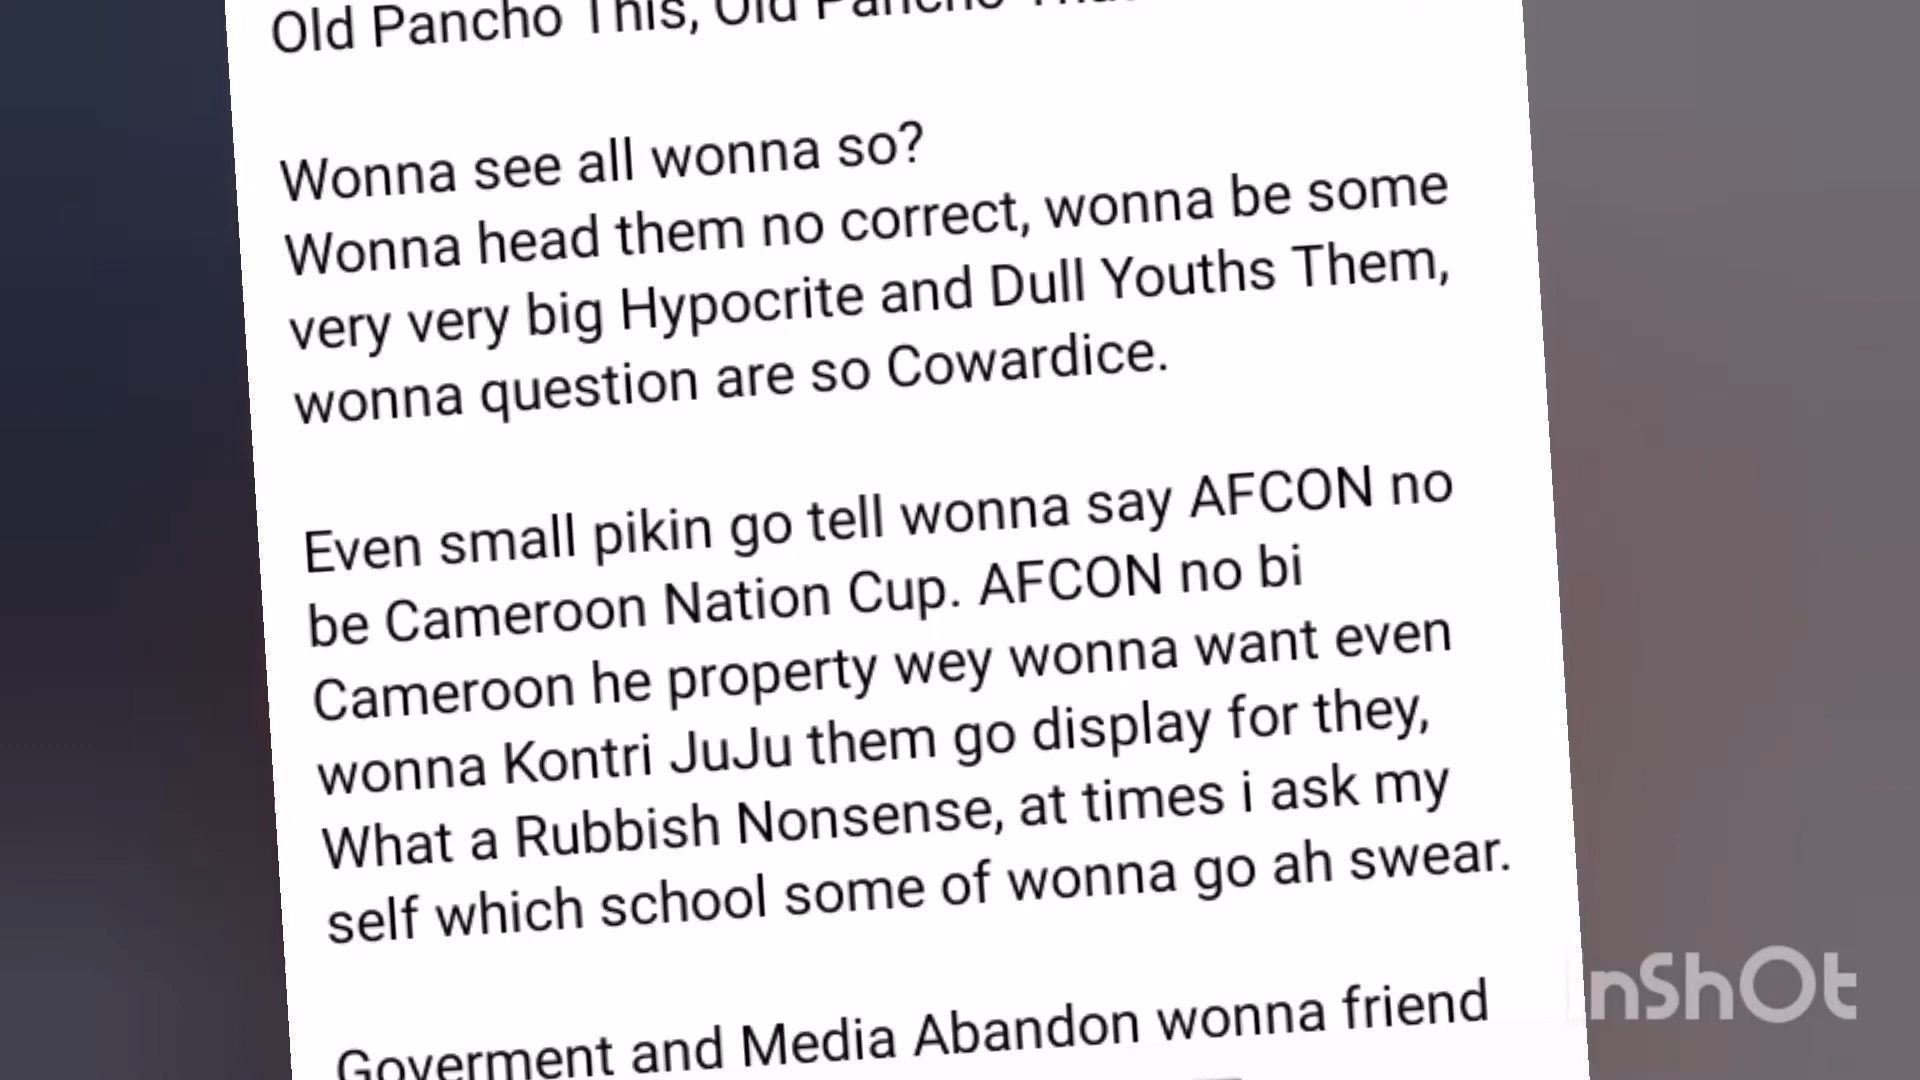 Old Pancho This, Old Pancho
Wonna see all wonna so?
Wonna head them no correct, wonna be some
very very big Hypocrite and Dull Youths Them,
wonna question are so Cowardice.
Even small pikin go tell wonna say AFCON no
be Cameroon Nation Cup. AFCON no bi
Cameroon he property wey wonna want even
wonna Kontri JuJu them go display for they,
What a Rubbish Nonsense, at times i ask my
self which school some of wonna go ah swear.
Goverment and Media Abandon wonna friend
InShOt